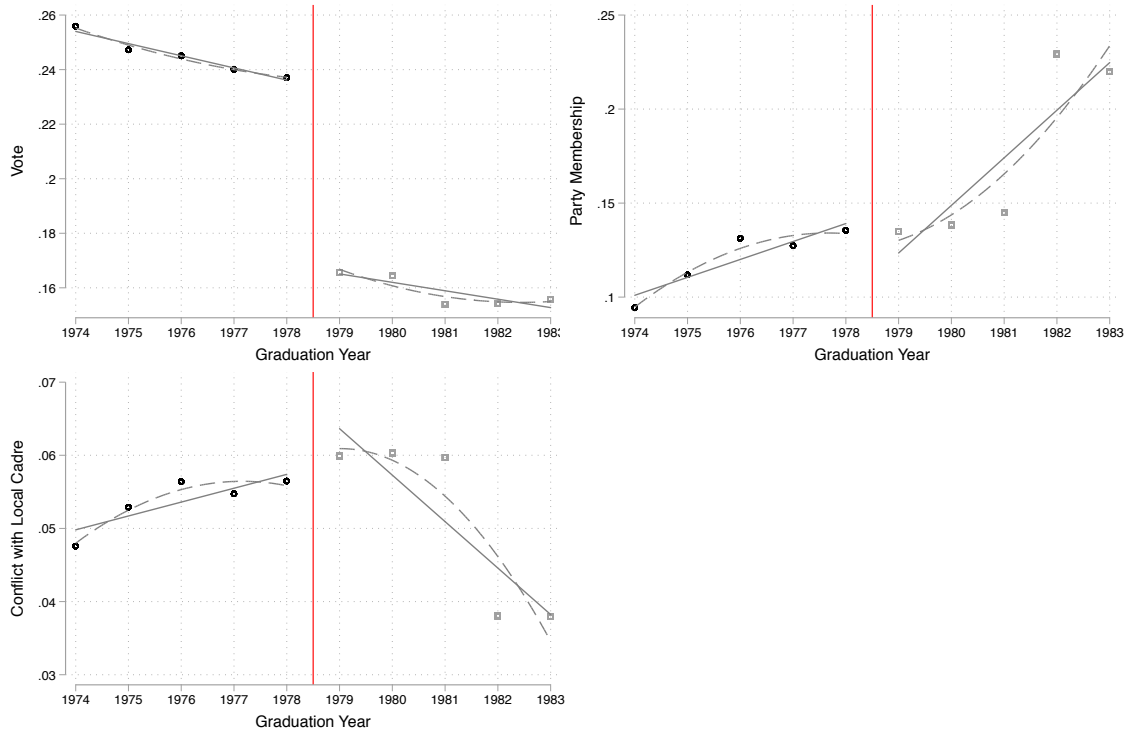 .26
.24
.22
.2
.18
.16
Vote
1974 1975 1976 1977 1978 1979 1980 1981 1982 1983
Graduation Year
.25
.2
.15
.1
Party Membership
1974 1975 1976 1977 1978 1979 1980 1981 1982 1983
Graduation Year
.07
.06
.05
.04
.03
Conflict with Local Cadre
1974 1975 1976 1977 1978 1979 1980 1981 1982 1983
Graduation Year